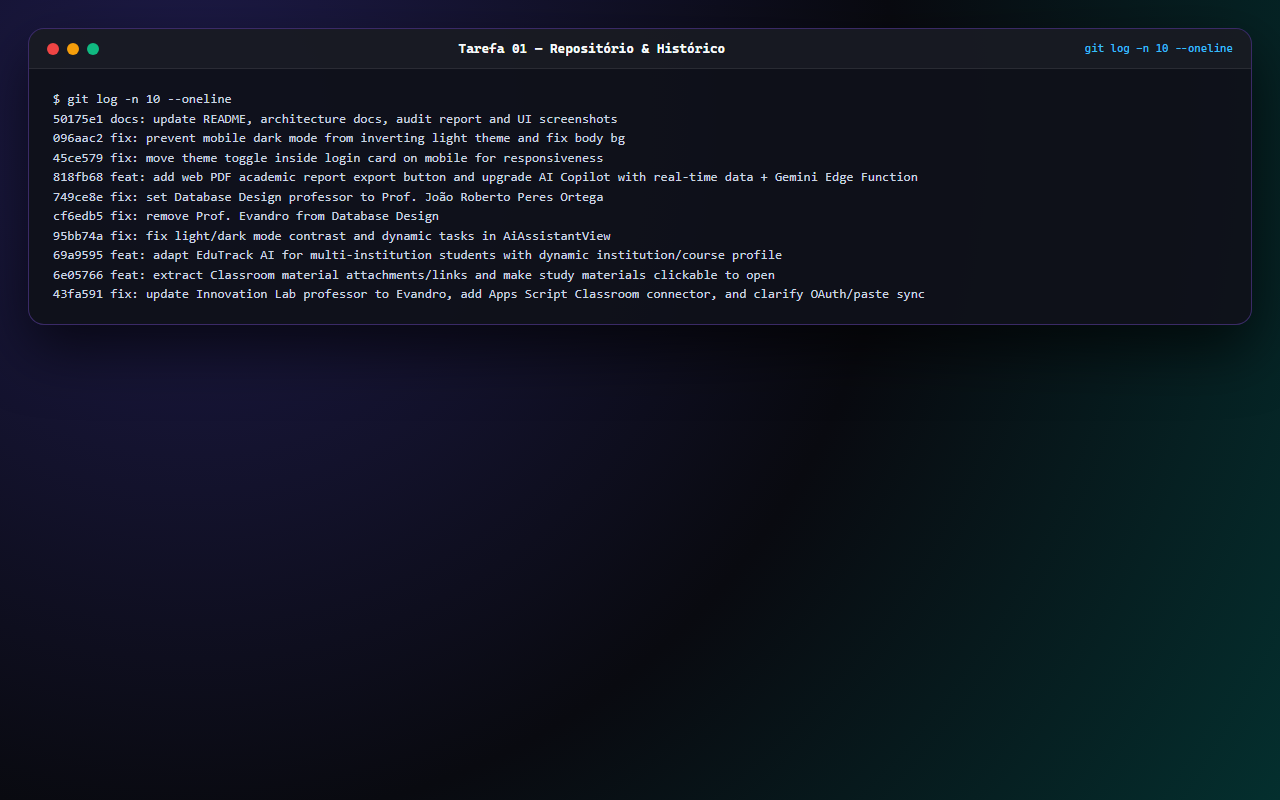 Tarefa 01 — Repositório & Histórico
git log -n 10 --oneline
$ git log -n 10 --oneline
50175e1 docs: update README, architecture docs, audit report and UI screenshots
096aac2 fix: prevent mobile dark mode from inverting light theme and fix body bg
45ce579 fix: move theme toggle inside login card on mobile for responsiveness
818fb68 feat: add web PDF academic report export button and upgrade AI Copilot with real-time data + Gemini Edge Function
749ce8e fix: set Database Design professor to Prof. João Roberto Peres Ortega
cf6edb5 fix: remove Prof. Evandro from Database Design
95bb74a fix: fix light/dark mode contrast and dynamic tasks in AiAssistantView
69a9595 feat: adapt EduTrack AI for multi-institution students with dynamic institution/course profile
6e05766 feat: extract Classroom material attachments/links and make study materials clickable to open
43fa591 fix: update Innovation Lab professor to Evandro, add Apps Script Classroom connector, and clarify OAuth/paste sync